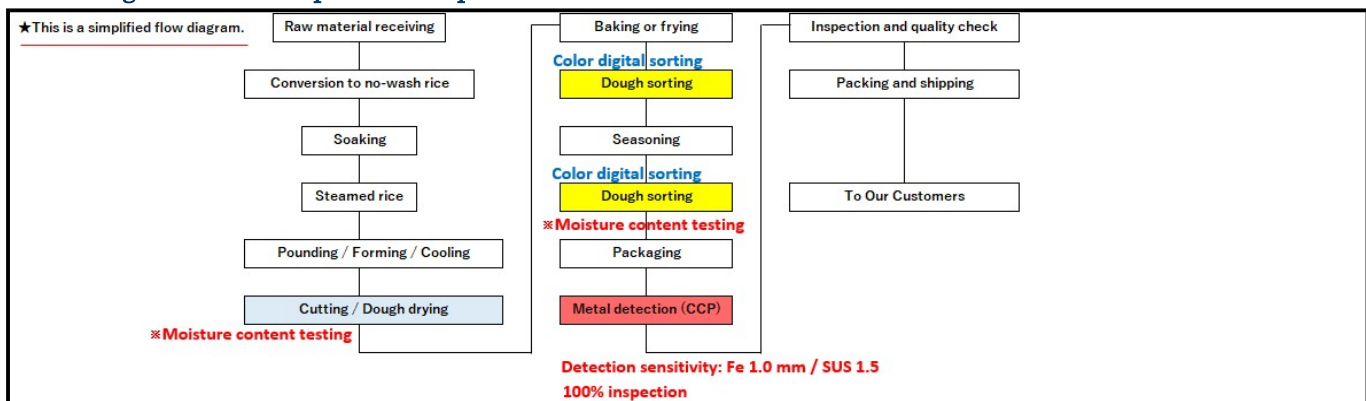 ★This is a simplified flow diagram.
Raw material receiving
Conversion to no-wash rice
Soaking
Steamed rice
Pounding / Forming / Cooling
Cutting / Dough drying
※Moisture content testing
Baking or frying
Color digital sorting
Dough sorting
Seasoning
Color digital sorting
Dough sorting
※Moisture content testing
Packaging
Metal detection (CCP)
Detection sensitivity: Fe 1.0 mm / SUS 1.5
100% inspection
Inspection and quality check
Packing and shipping
To Our Customers